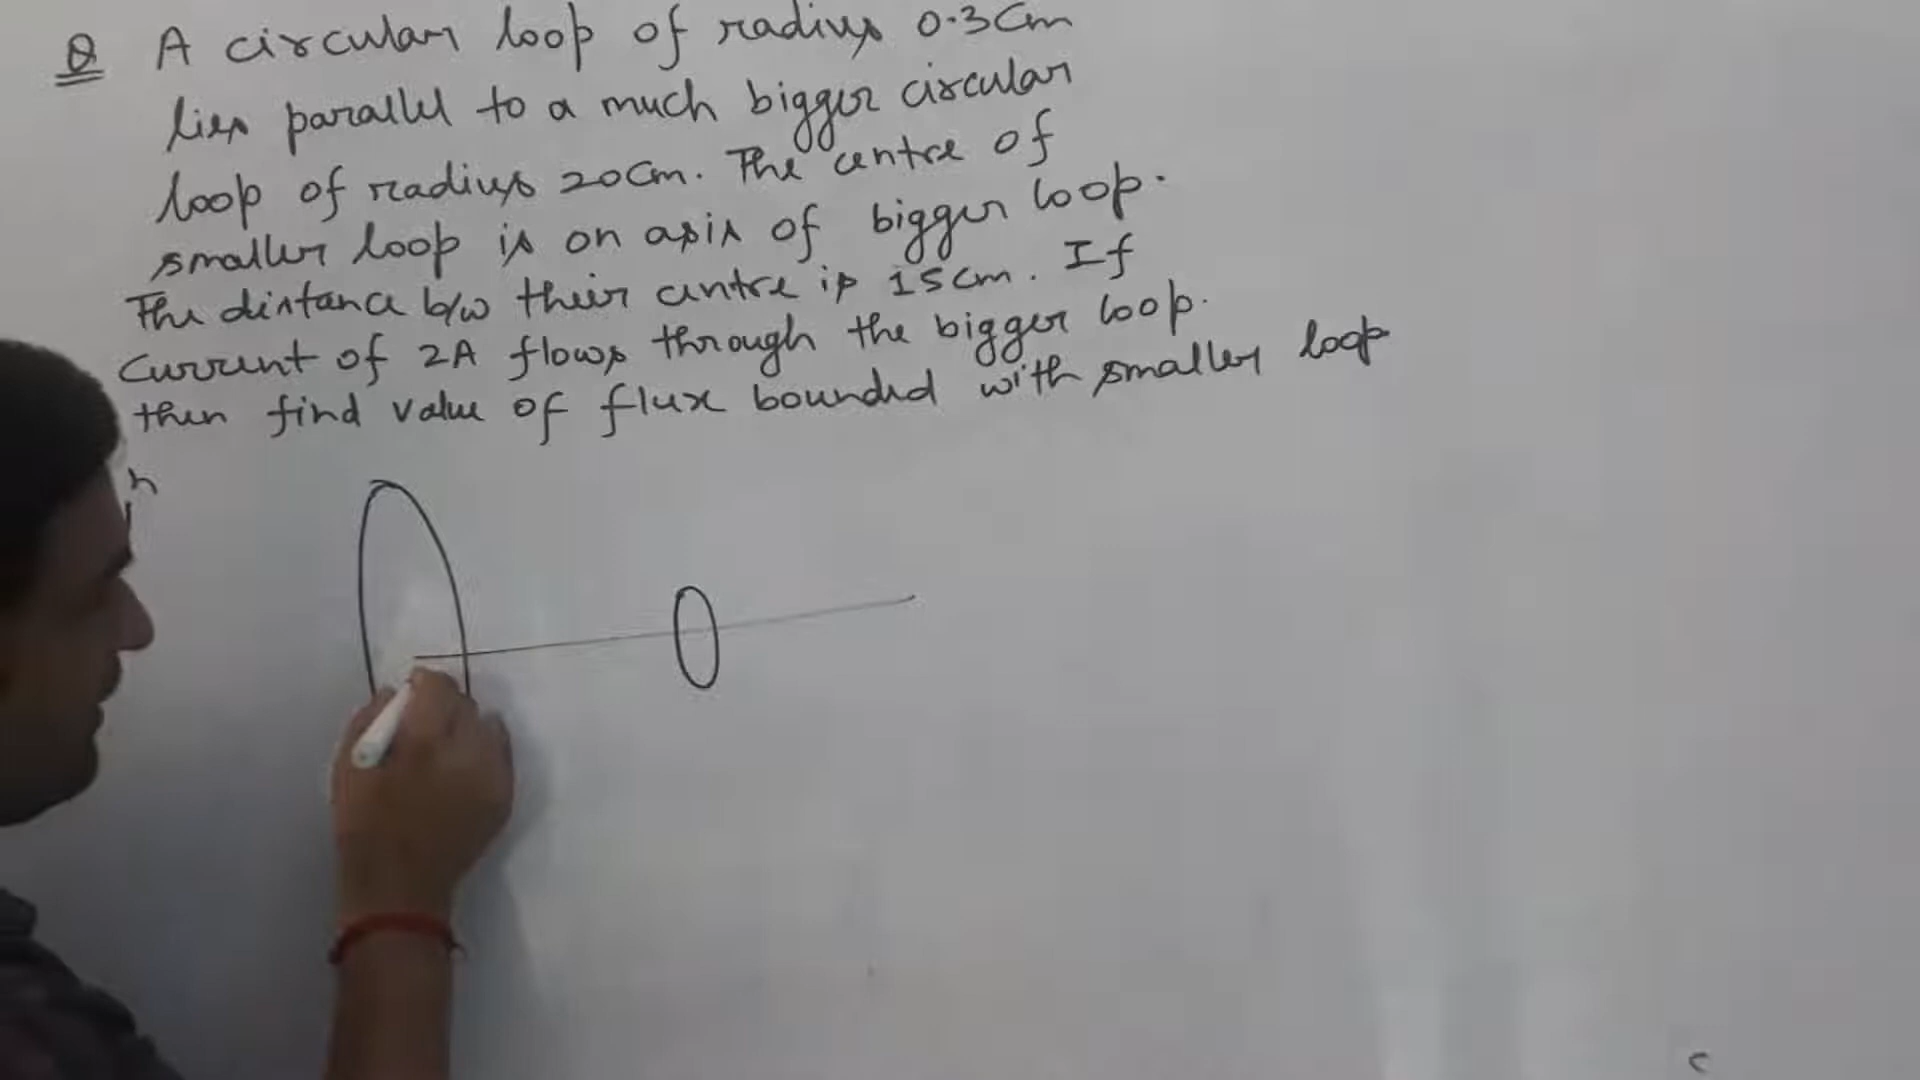 Q A circular loop of radius 0.3cm
lies parallel to a much bigger circular
loop of radius 20cm. The centre of
smaller loop is on axis of bigger loop.
The distance b/w their centre is 15cm. If
current of 2A flows through the bigger loop.
then find value of flux bounded with smaller loop